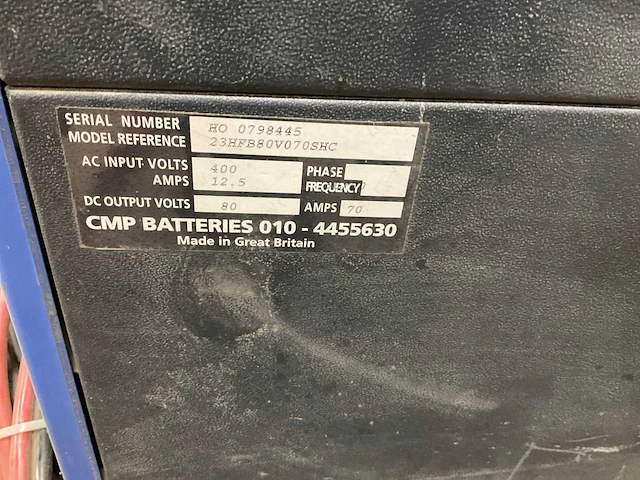 SERIAL NUMBER HO 0798445
MODEL REFERENCE 23HFB80V070SHC
AC INPUT VOLTS 400 PHASE
AMPS 12.5 FREQUENCY
DC OUTPUT VOLTS 80 AMPS 70
CMP BATTERIES 010 - 4455630
Made in Great Britain